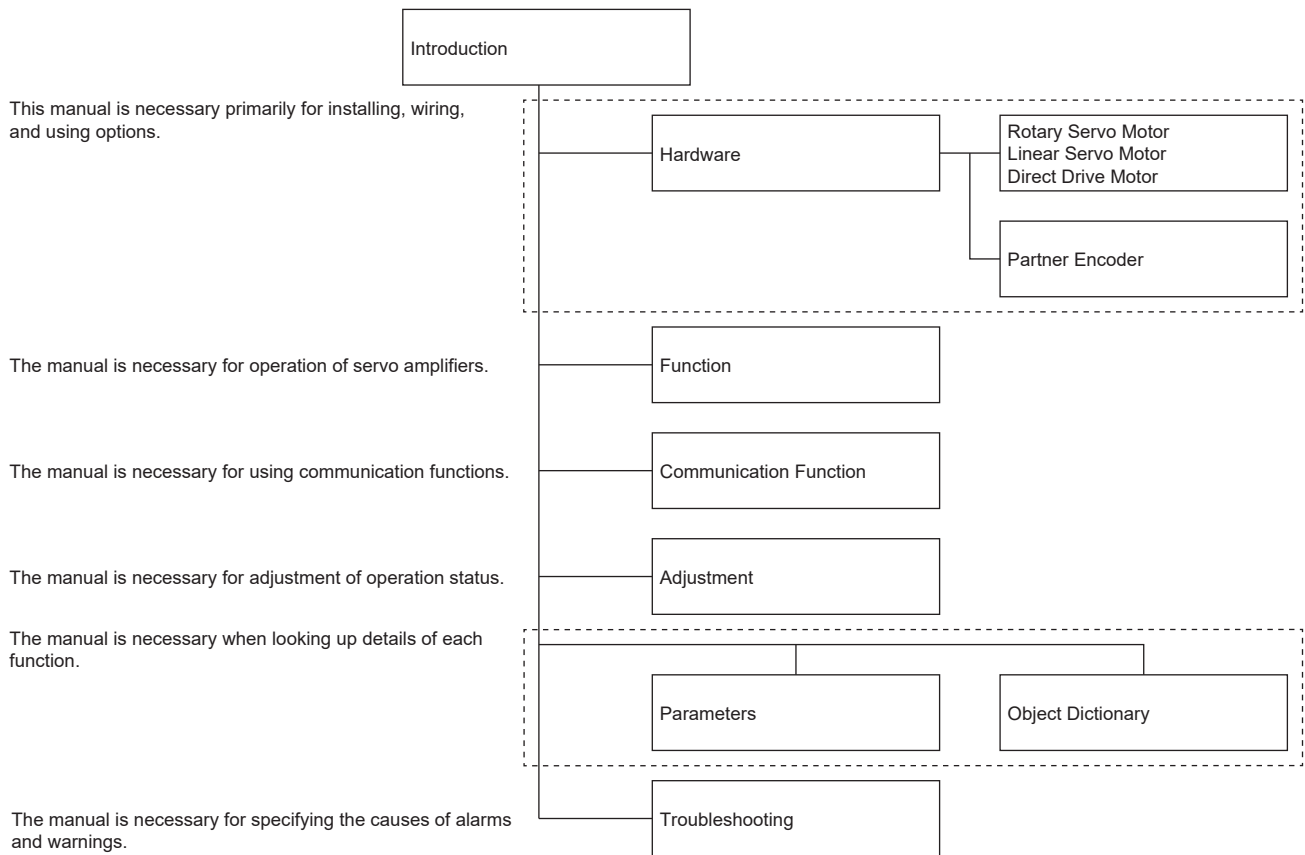 Introduction
This manual is necessary primarily for installing, wiring,
and using options.
Hardware
Rotary Servo Motor
Linear Servo Motor
Direct Drive Motor
Partner Encoder
The manual is necessary for operation of servo amplifiers.
Function
The manual is necessary for using communication functions.
Communication Function
The manual is necessary for adjustment of operation status.
Adjustment
The manual is necessary when looking up details of each
function.
Parameters
Object Dictionary
The manual is necessary for specifying the causes of alarms
and warnings.
Troubleshooting